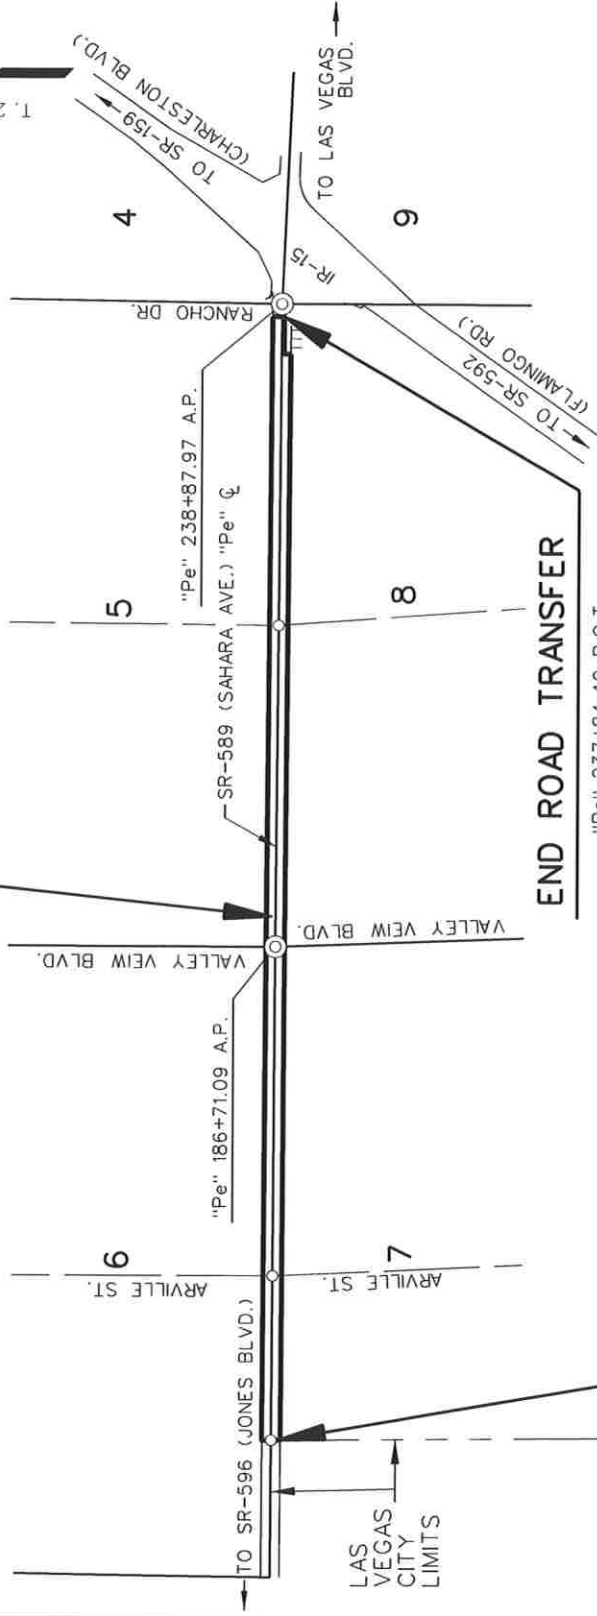 TO LAS VEGAS
BLVD.
(CHARLESTON BLVD.)
TO SR-159
T. 2
4
9
IR-15
RANCHO DR.
(FLAMINGO RD.)
TO SR-592
"Pe" 238+87.97 A.P.
5
8
SR-589 (SAHARA AVE.) "Pe" ℄
END ROAD TRANSFER
VALLEY VEIW BLVD.
VALLEY VEIW BLVD.
"Pe" 186+71.09 A.P.
6
7
ARVILLE ST.
ARVILLE ST.
TO SR-596 (JONES BLVD.)
LAS
VEGAS
CITY
LIMITS